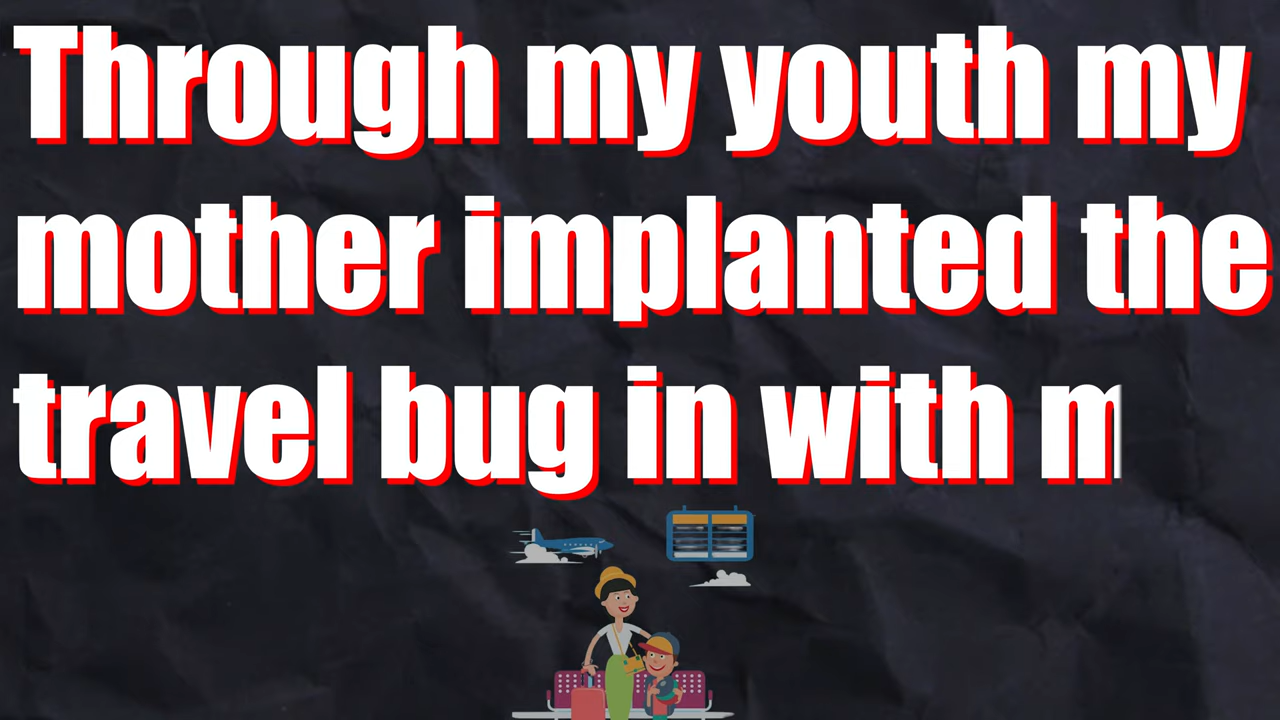 Through my youth my
mother implanted the
travel bug in with